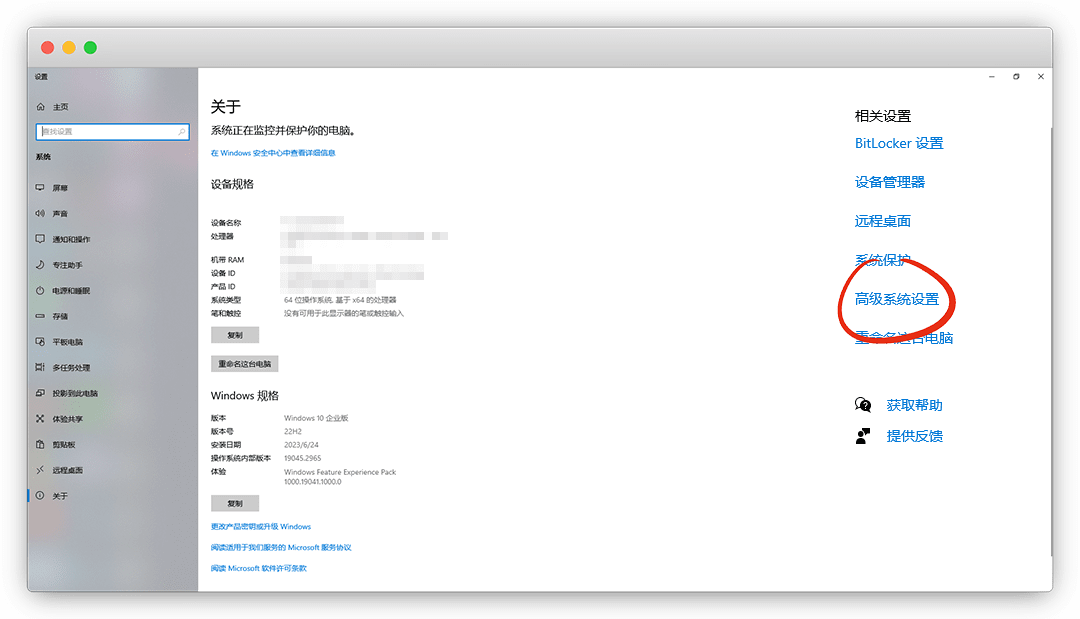 设置
主页
查找设置
系统
屏幕
声音
通知和操作
专注助手
电源和睡眠
存储
平板电脑
多任务处理
投影到此电脑
体验共享
剪贴板
远程桌面
关于
关于
系统正在监控并保护你的电脑。
在 Windows 安全中心中查看详细信息
设备规格
设备名称
处理器
机带 RAM
设备 ID
产品 ID
系统类型 64 位操作系统, 基于 x64 的处理器
笔和触控 没有可用于此显示器的笔或触控输入
复制
重命名这台电脑
Windows 规格
版本 Windows 10 企业版
版本号 22H2
安装日期 2023/6/24
操作系统内部版本 19045.2965
体验 Windows Feature Experience Pack
1000.19041.1000.0
复制
更改产品密钥或升级 Windows
阅读适用于我们服务的 Microsoft 服务协议
阅读 Microsoft 软件许可条款
相关设置
BitLocker 设置
设备管理器
远程桌面
系统保护
高级系统设置
重命名这台电脑
获取帮助
提供反馈